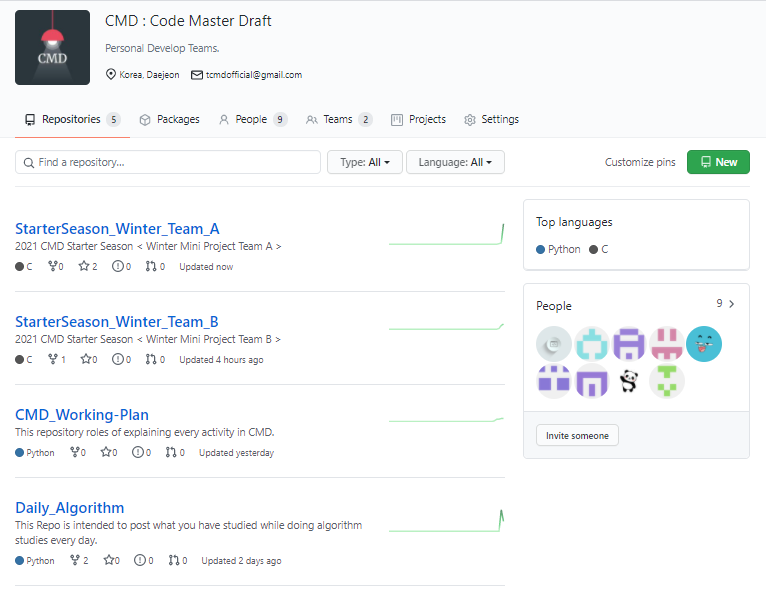 CMD
CMD : Code Master Draft
Personal Develop Teams.
Korea, Daejeon tcmdofficial@gmail.com
Repositories 5 Packages People 9 Teams 2 Projects Settings
Find a repository... Type: All Language: All Customize pins New
StarterSeason_Winter_Team_A
2021 CMD Starter Season < Winter Mini Project Team A >
C 0 2 0 0 Updated now
StarterSeason_Winter_Team_B
2021 CMD Starter Season < Winter Mini Project Team B >
C 1 0 0 0 Updated 4 hours ago
CMD_Working-Plan
This repository roles of explaining every activity in CMD.
Python 0 0 0 0 Updated yesterday
Daily_Algorithm
This Repo is intended to post what you have studied while doing algorithm
studies every day.
Python 2 0 0 0 Updated 2 days ago
Top languages
Python C
People 9
Invite someone